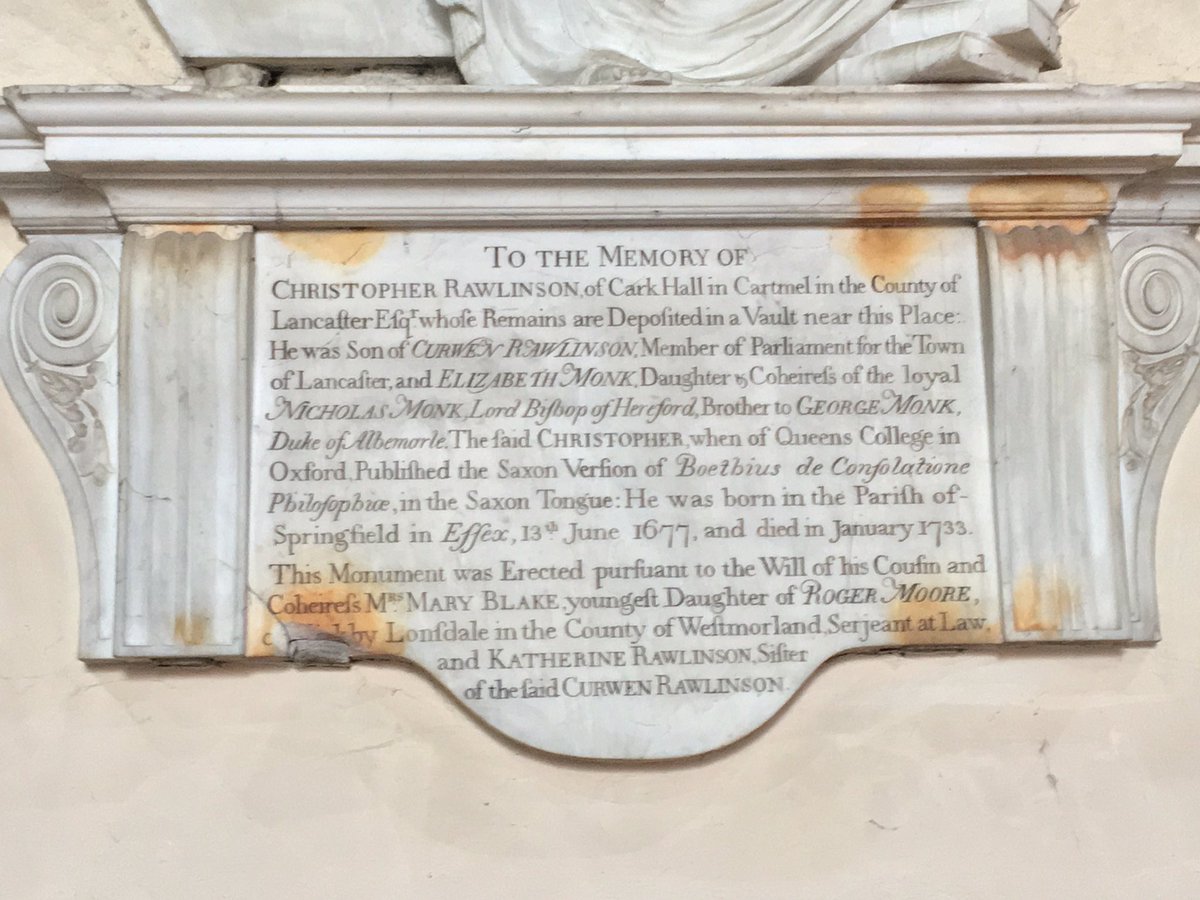 TO THE MEMORY OF
CHRISTOPHER RAWLINSON, of Cark Hall in Cartmel in the County of
Lancaſter Eſqr. whoſe Remains are Depoſited in a Vault near this Place:
He was Son of CURWEN RAWLINSON, Member of Parliament for the Town
of Lancaſter, and ELIZABETH MONK, Daughter & Coheireſs of the loyal
NICHOLAS MONK, Lord Biſhop of Hereford, Brother to GEORGE MONK,
Duke of Albemarle. The ſaid CHRISTOPHER, when of Queens College in
Oxford, Publiſhed the Saxon Verſion of Boethius de Conſolatione
Philoſophiæ, in the Saxon Tongue: He was born in the Pariſh of
Springfield in Eſſex, 13th June 1677, and died in January 1733.
This Monument was Erected purſuant to the Will of his Couſin and
Coheireſs Mrs. MARY BLAKE, youngeſt Daughter of ROGER MOORE,
Lonſdale in the County of Weſtmorland, Serjeant at Law,
and KATHERINE RAWLINSON, Siſter
of the ſaid CURWEN RAWLINSON.